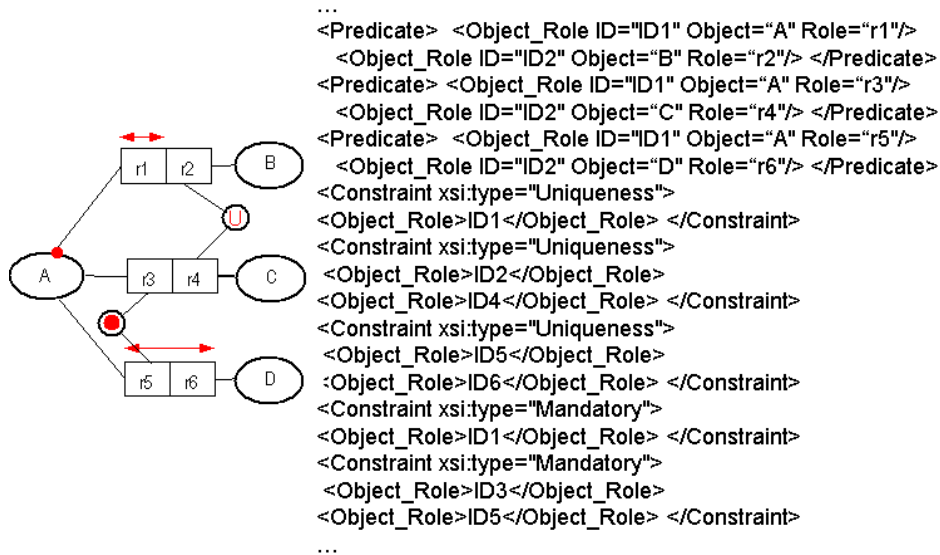 ...
<Predicate> <Object_Role ID="ID1" Object=“A" Role=“r1"/>
<Object_Role ID="ID2" Object=“B" Role=“r2"/> </Predicate>
<Predicate> <Object_Role ID="ID1" Object=“A" Role=“r3"/>
<Object_Role ID="ID2" Object=“C" Role=“r4"/> </Predicate>
<Predicate> <Object_Role ID="ID1" Object=“A" Role=“r5"/>
<Object_Role ID="ID2" Object=“D" Role=“r6"/> </Predicate>
<Constraint xsi:type="Uniqueness">
<Object_Role>ID1</Object_Role> </Constraint>
<Constraint xsi:type="Uniqueness">
<Object_Role>ID2</Object_Role>
<Object_Role>ID4</Object_Role> </Constraint>
<Constraint xsi:type="Uniqueness">
<Object_Role>ID5</Object_Role>
<Object_Role>ID6</Object_Role> </Constraint>
<Constraint xsi:type="Mandatory">
<Object_Role>ID1</Object_Role> </Constraint>
<Constraint xsi:type="Mandatory">
<Object_Role>ID3</Object_Role>
<Object_Role>ID5</Object_Role> </Constraint>
...
r1 r2 B
U
A r3 r4 C
r5 r6 D